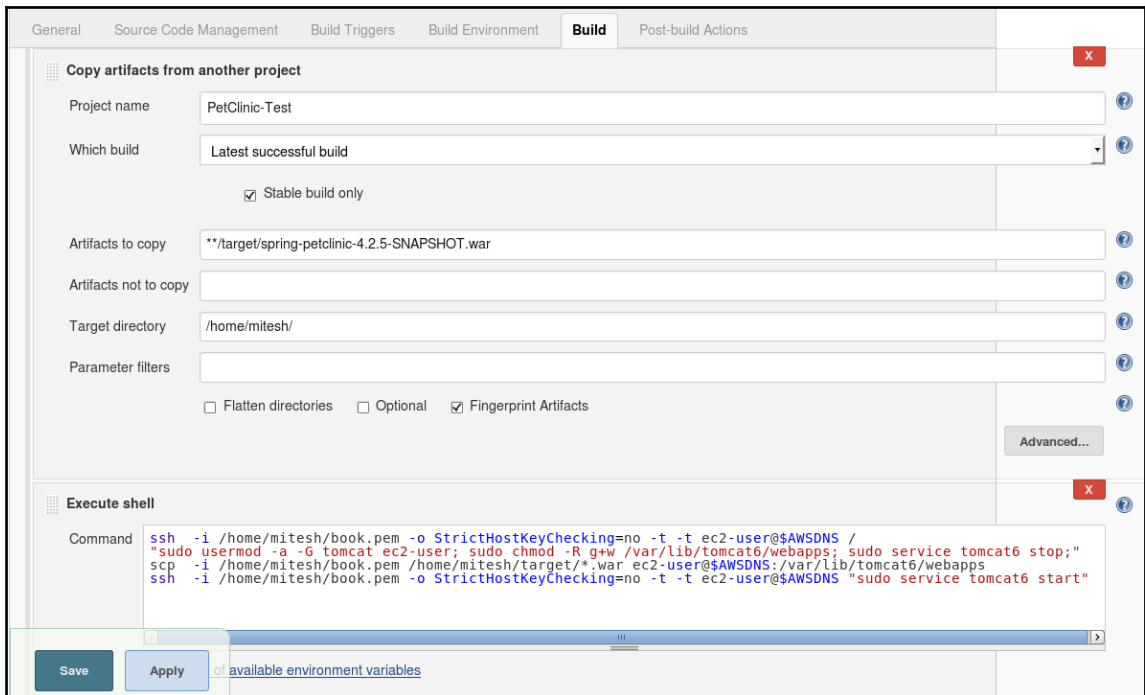 General Source Code Management Build Triggers Build Environment Build Post-build Actions
X
Copy artifacts from another project
Project name PetClinic-Test
Which build Latest successful build
Stable build only
Artifacts to copy **/target/spring-petclinic-4.2.5-SNAPSHOT.war
Artifacts not to copy
Target directory /home/mitesh/
Parameter filters
Flatten directories Optional Fingerprint Artifacts
Advanced...
X
Execute shell
Command ssh -i /home/mitesh/book.pem -o StrictHostKeyChecking=no -t -t ec2-user@$AWSDNS /
"sudo usermod -a -G tomcat ec2-user; sudo chmod -R g+w /var/lib/tomcat6/webapps; sudo service tomcat6 stop;"
scp -i /home/mitesh/book.pem /home/mitesh/target/*.war ec2-user@$AWSDNS:/var/lib/tomcat6/webapps
ssh -i /home/mitesh/book.pem -o StrictHostKeyChecking=no -t -t ec2-user@$AWSDNS "sudo service tomcat6 start"
Save Apply of available environment variables